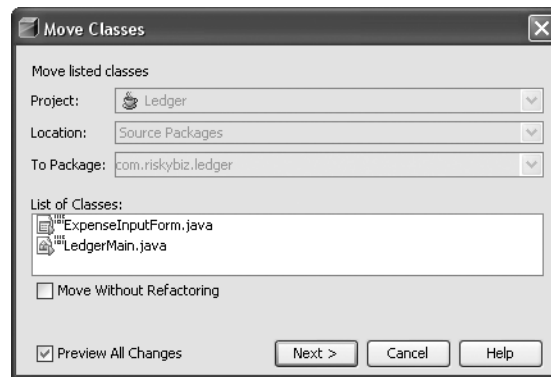 Move Classes
Move listed classes
Project: Ledger
Location: Source Packages
To Package: com.riskybiz.ledger
List of Classes:
ExpenseInputForm.java
LedgerMain.java
Move Without Refactoring
Preview All Changes Next > Cancel Help